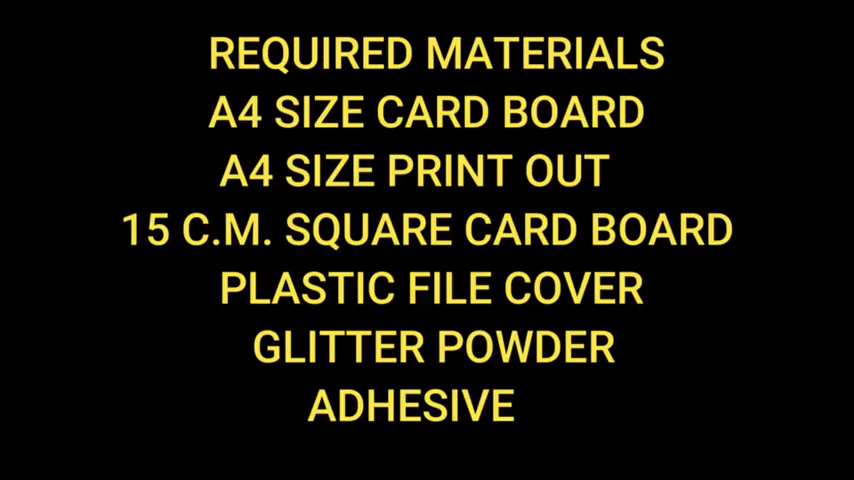 REQUIRED MATERIALS
A4 SIZE CARD BOARD
A4 SIZE PRINT OUT
15 C.M. SQUARE CARD BOARD
PLASTIC FILE COVER
GLITTER POWDER
ADHESIVE